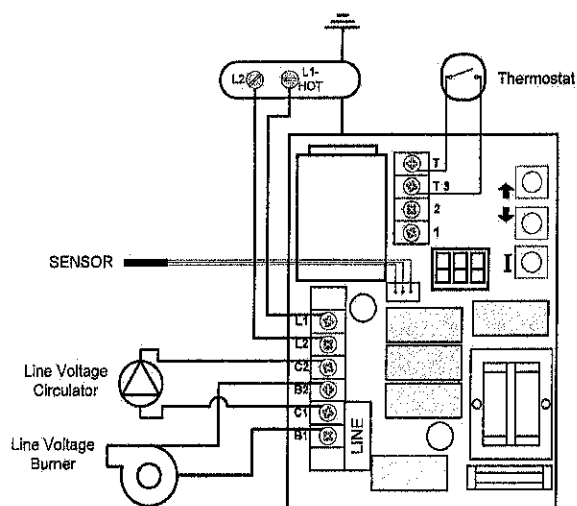 L2
L1-
HOT
Thermostat
T
T 3
2
1
I
SENSOR
L1
L2
C2
B2
C1
B1
LINE
Line Voltage
Circulator
Line Voltage
Burner